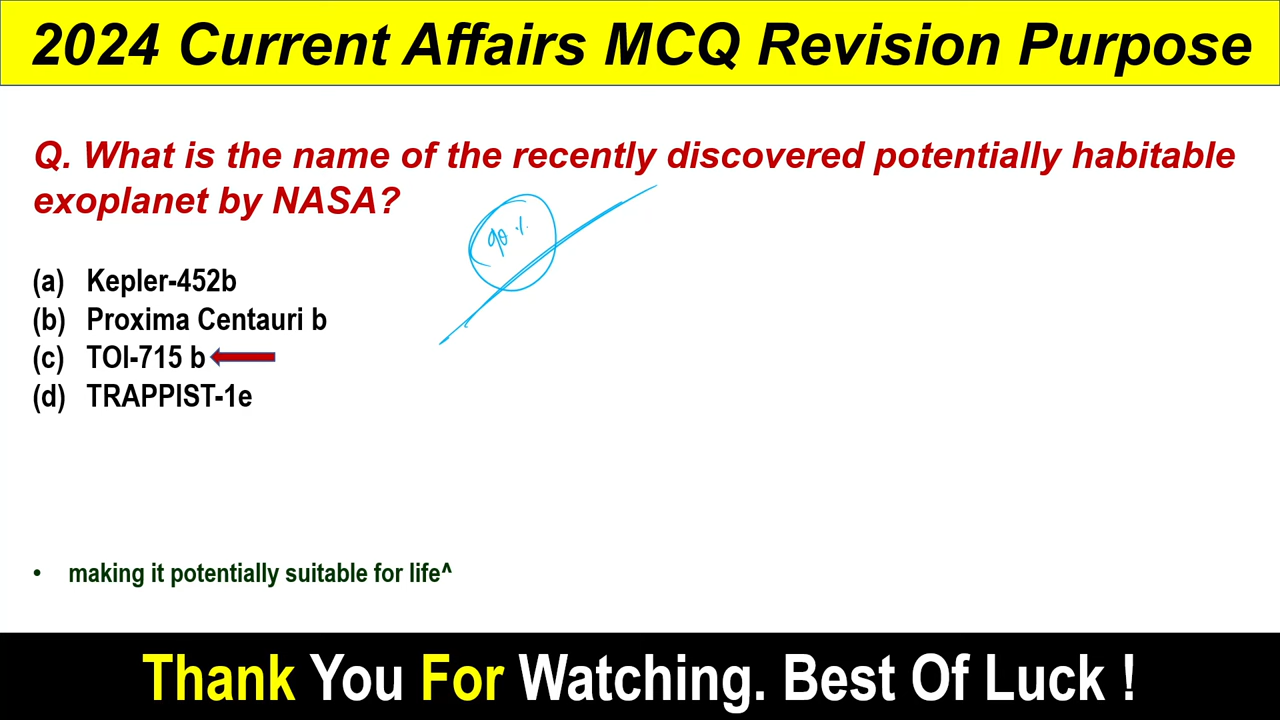 2024 Current Affairs MCQ Revision Purpose
Q. What is the name of the recently discovered potentially habitable
exoplanet by NASA?
90 %
(a) Kepler-452b
(b) Proxima Centauri b
(c) TOI-715 b
(d) TRAPPIST-1e
• making it potentially suitable for life^
Thank You For Watching. Best Of Luck !